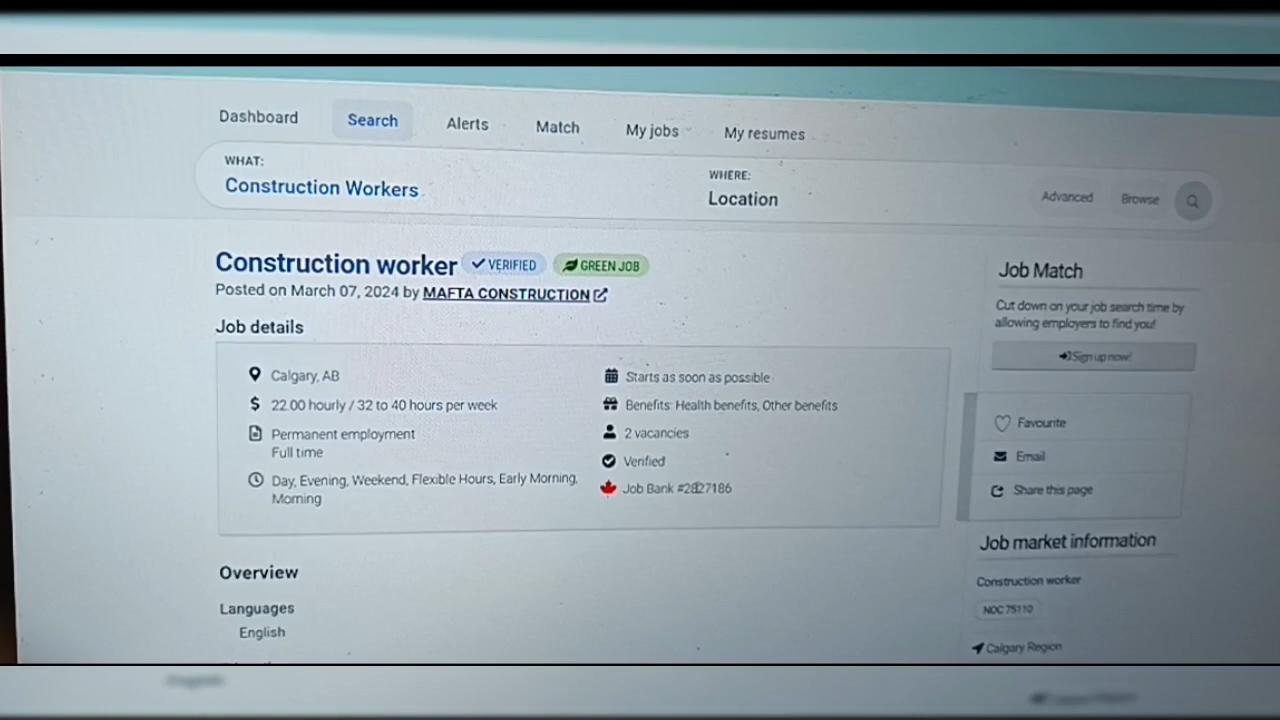 Dashboard
Search
Alerts
Match
My jobs
My resumes
WHAT:
Construction Workers
WHERE:
Location
Advanced
Browse
Construction worker
VERIFIED
GREEN JOB
Posted on March 07, 2024 by MAFTA CONSTRUCTION
Job details
Calgary, AB
22.00 hourly / 32 to 40 hours per week
Permanent employment
Full time
Day, Evening, Weekend, Flexible Hours, Early Morning,
Morning
Starts as soon as possible
Benefits: Health benefits, Other benefits
2 vacancies
Verified
Job Bank #2827186
Overview
Languages
English
Job Match
Cut down on your job search time by
allowing employers to find you!
Sign up now!
Favourite
Email
Share this page
Job market information
Construction worker
NOC 75110
Calgary Region